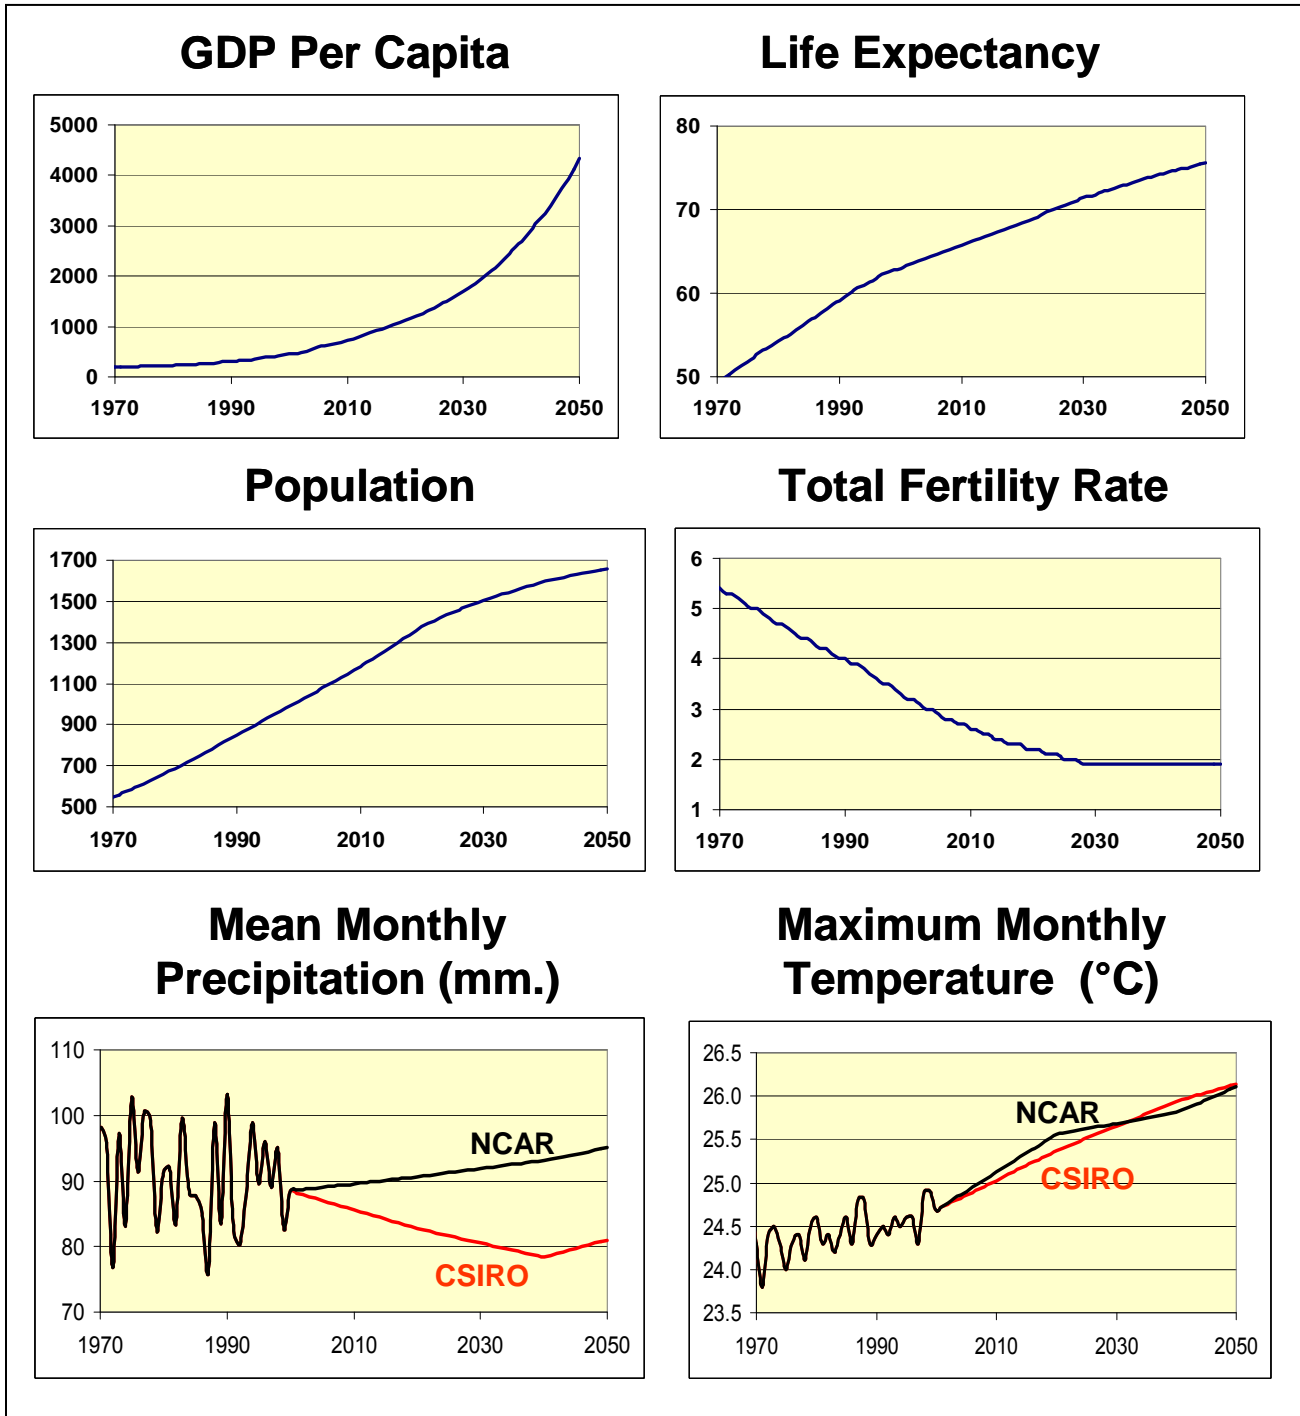 GDP Per Capita
Life Expectancy
5000
4000
3000
2000
1000
0
1970 1990 2010 2030 2050
80
70
60
50
1970 1990 2010 2030 2050
Population
Total Fertility Rate
1700
1500
1300
1100
900
700
500
1970 1990 2010 2030 2050
6
5
4
3
2
1
1970 1990 2010 2030 2050
Mean Monthly
Precipitation (mm.)
Maximum Monthly
Temperature (°C)
110
100
90
80
70
NCAR
CSIRO
1970 1990 2010 2030 2050
26.5
26.0
25.5
25.0
24.5
24.0
23.5
NCAR
CSIRO
1970 1990 2010 2030 2050